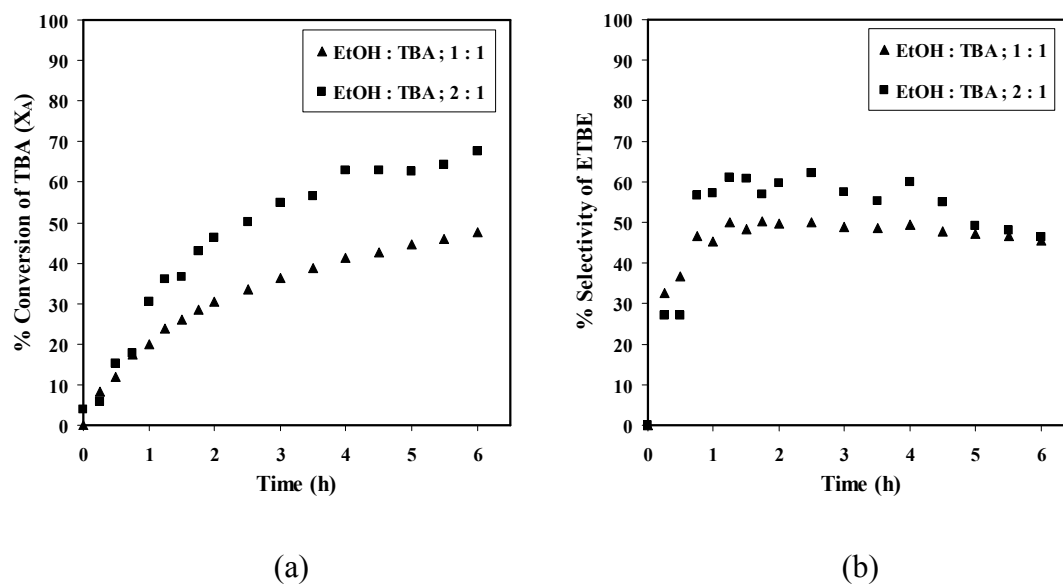 % Conversion of TBA (XA)
100
90
80
70
60
50
40
30
20
10
0
EtOH : TBA ; 1 : 1
EtOH : TBA ; 2 : 1
0 1 2 3 4 5 6
Time (h)
(a)
% Selectivity of ETBE
100
90
80
70
60
50
40
30
20
10
0
EtOH : TBA ; 1 : 1
EtOH : TBA ; 2 : 1
0 1 2 3 4 5 6
Time (h)
(b)